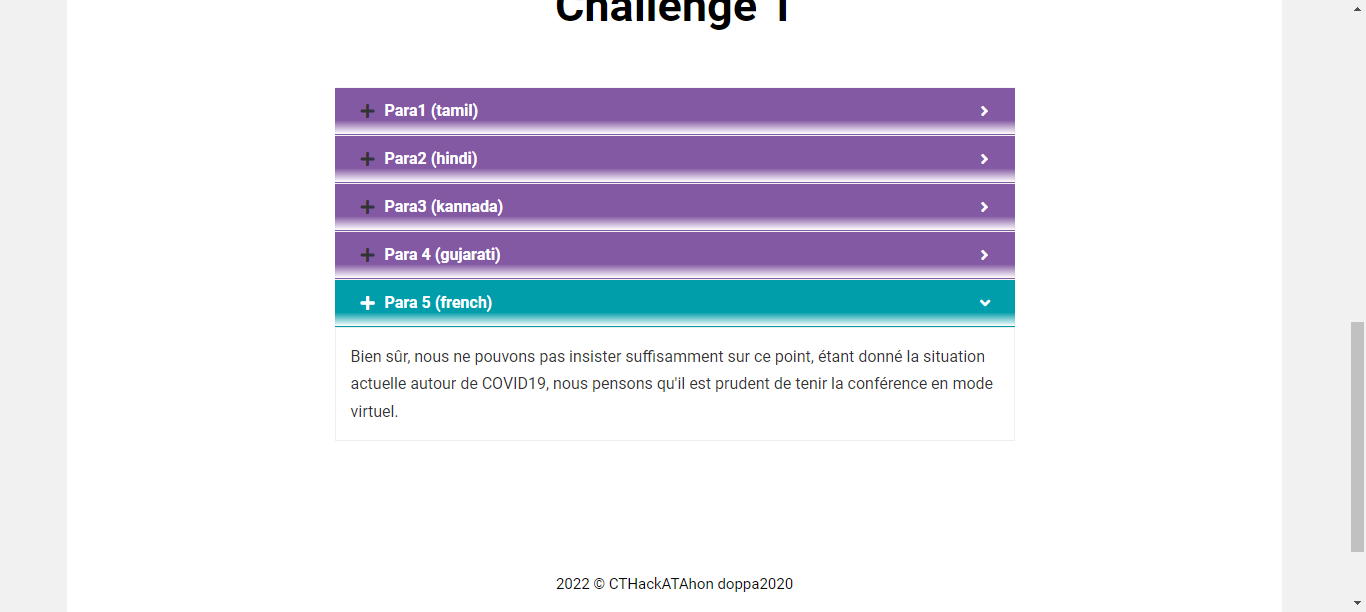 Challenge 1
Para1 (tamil)
Para2 (hindi)
Para3 (kannada)
Para 4 (gujarati)
Para 5 (french)
Bien sûr, nous ne pouvons pas insister suffisamment sur ce point, étant donné la situation
actuelle autour de COVID19, nous pensons qu'il est prudent de tenir la conférence en mode
virtuel.
2022 © CTHackATAhon doppa2020